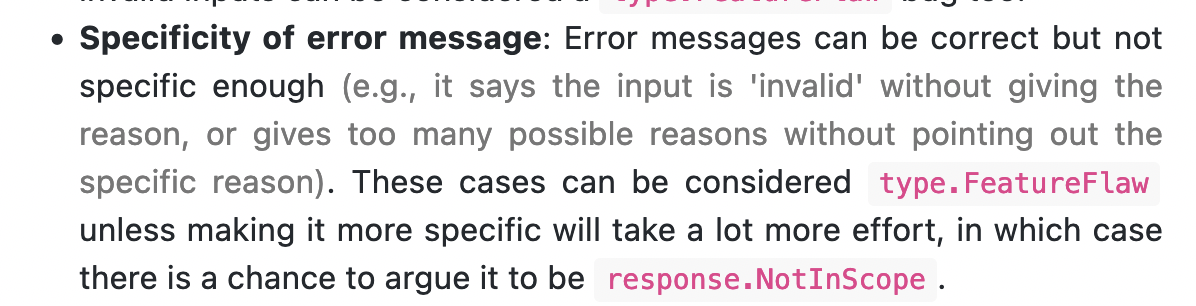 • Specificity of error message: Error messages can be correct but not
specific enough (e.g., it says the input is 'invalid' without giving the
reason, or gives too many possible reasons without pointing out the
specific reason). These cases can be considered type.FeatureFlaw
unless making it more specific will take a lot more effort, in which case
there is a chance to argue it to be response.NotInScope.